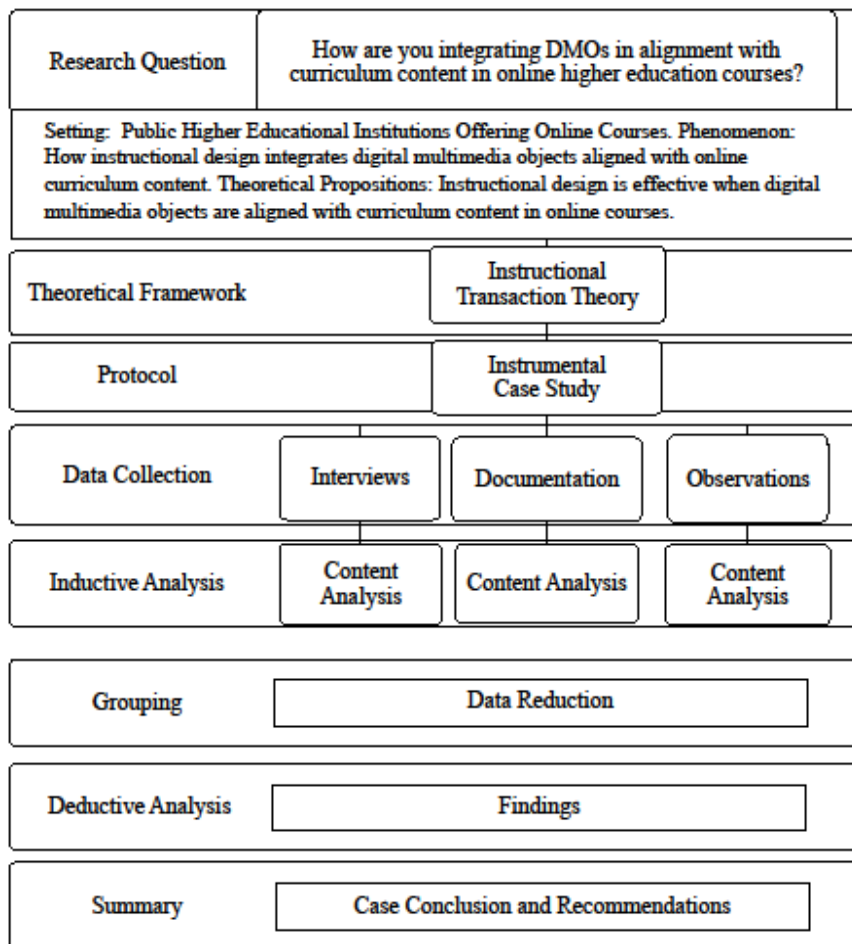 Research Question
How are you integrating DMOs in alignment with
curriculum content in online higher education courses?
Setting: Public Higher Educational Institutions Offering Online Courses. Phenomenon:
How instructional design integrates digital multimedia objects aligned with online
curriculum content. Theoretical Propositions: Instructional design is effective when digital
multimedia objects are aligned with curriculum content in online courses.
Theoretical Framework
Instructional
Transaction Theory
Protocol
Instrumental
Case Study
Data Collection
Interviews
Documentation
Observations
Inductive Analysis
Content
Analysis
Content Analysis
Content
Analysis
Grouping
Data Reduction
Deductive Analysis
Findings
Summary
Case Conclusion and Recommendations